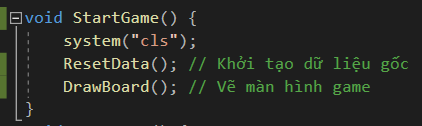 void StartGame() {
system("cls");
ResetData(); // Khởi tạo dữ liệu gốc
DrawBoard(); // Vẽ màn hình game
}